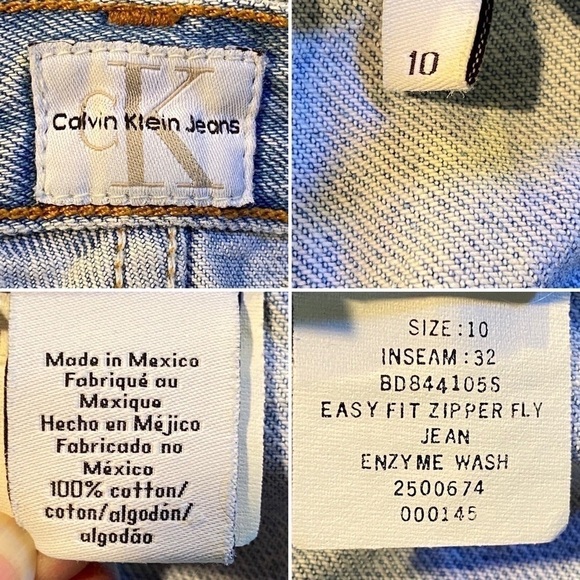 cK
Calvin Klein Jeans
10
Made in Mexico
Fabriqué au
Mexique
Hecho en Méjico
Fabricado no
México
100% cotton/
coton/algodón/
algodão
SIZE:10
INSEAM:32
BD844105S
EASY FIT ZIPPER FLY
JEAN
ENZYME WASH
2500674
000145